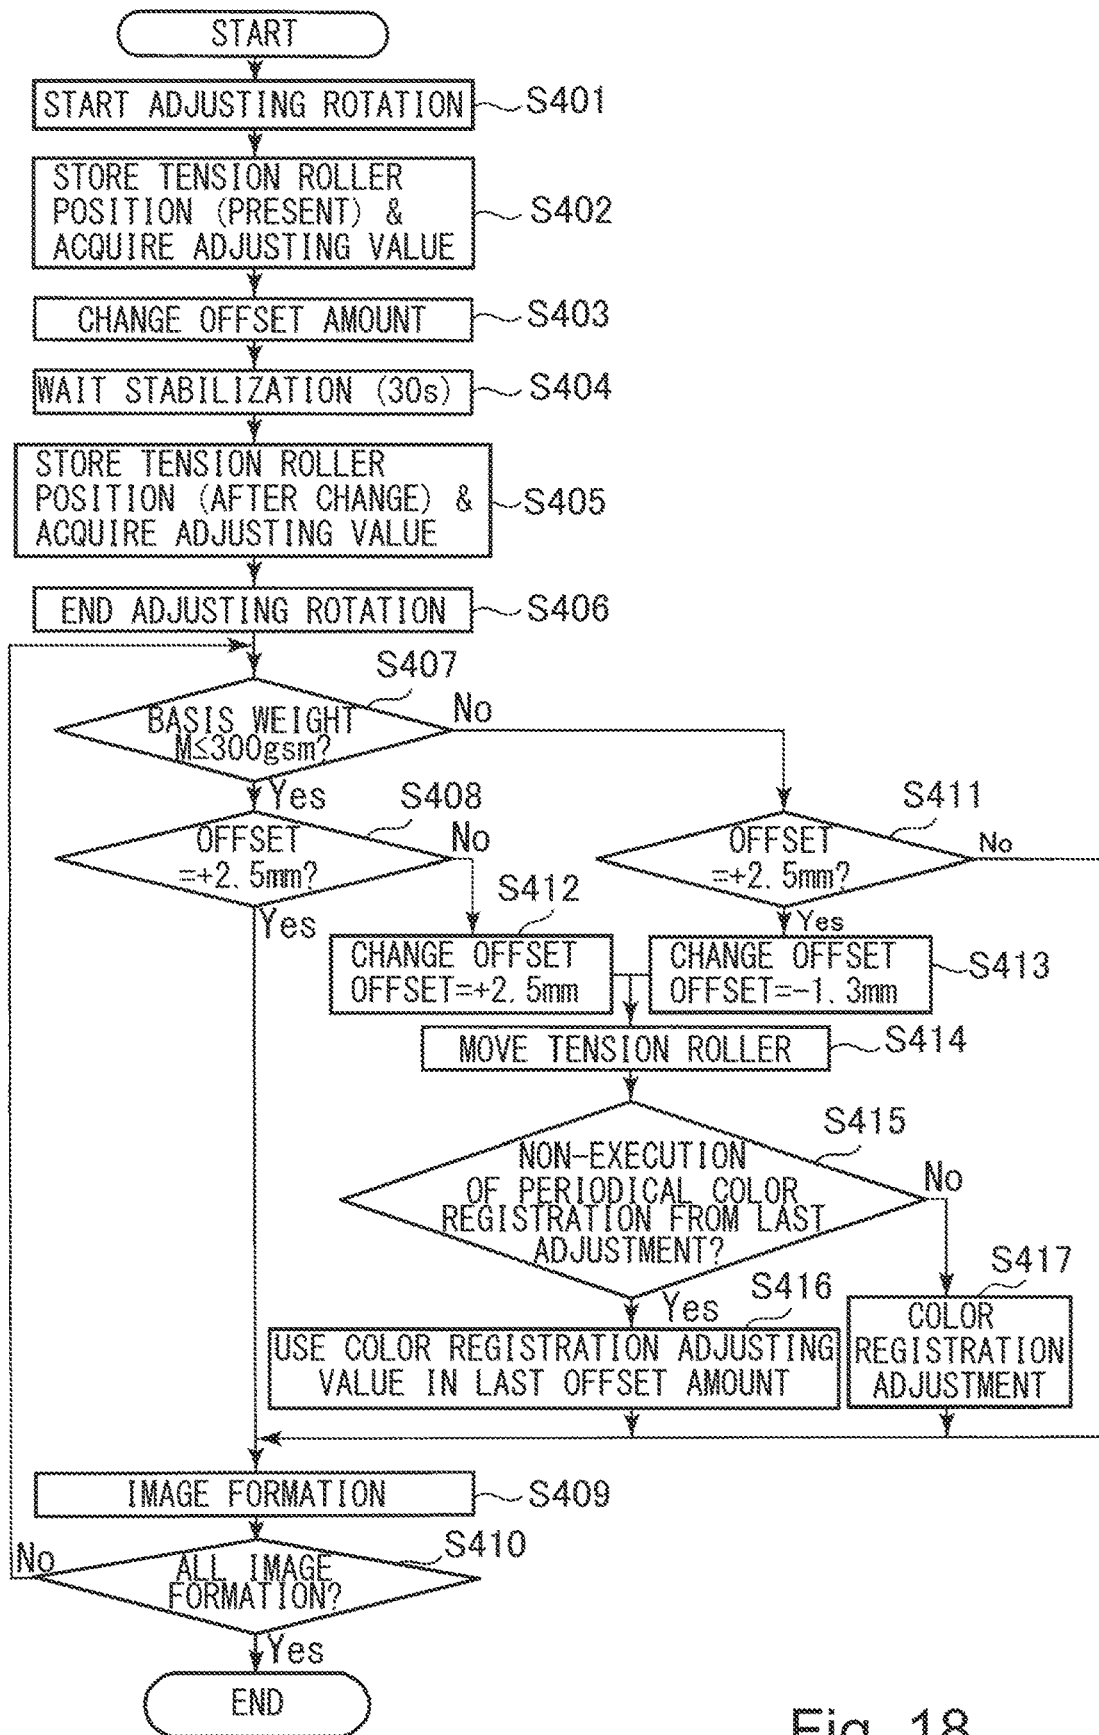 START
START ADJUSTING ROTATION
S401
STORE TENSION ROLLER
POSITION (PRESENT) &
ACQUIRE ADJUSTING VALUE
S402
CHANGE OFFSET AMOUNT
S403
WAIT STABILIZATION (30s)
S404
STORE TENSION ROLLER
POSITION (AFTER CHANGE) &
ACQUIRE ADJUSTING VALUE
S405
END ADJUSTING ROTATION
S406
S407
BASIS WEIGHT
M≤300gsm?
No
Yes
S408
OFFSET
=+2.5mm?
No
Yes
S411
OFFSET
=+2.5mm?
No
Yes
S412
CHANGE OFFSET
OFFSET=+2.5mm
CHANGE OFFSET
OFFSET=-1.3mm
S413
MOVE TENSION ROLLER
S414
S415
NON-EXECUTION
OF PERIODICAL COLOR
REGISTRATION FROM LAST
ADJUSTMENT?
No
Yes
S416
USE COLOR REGISTRATION ADJUSTING
VALUE IN LAST OFFSET AMOUNT
S417
COLOR
REGISTRATION
ADJUSTMENT
IMAGE FORMATION
S409
S410
ALL IMAGE
FORMATION?
No
Yes
END
Fig. 18